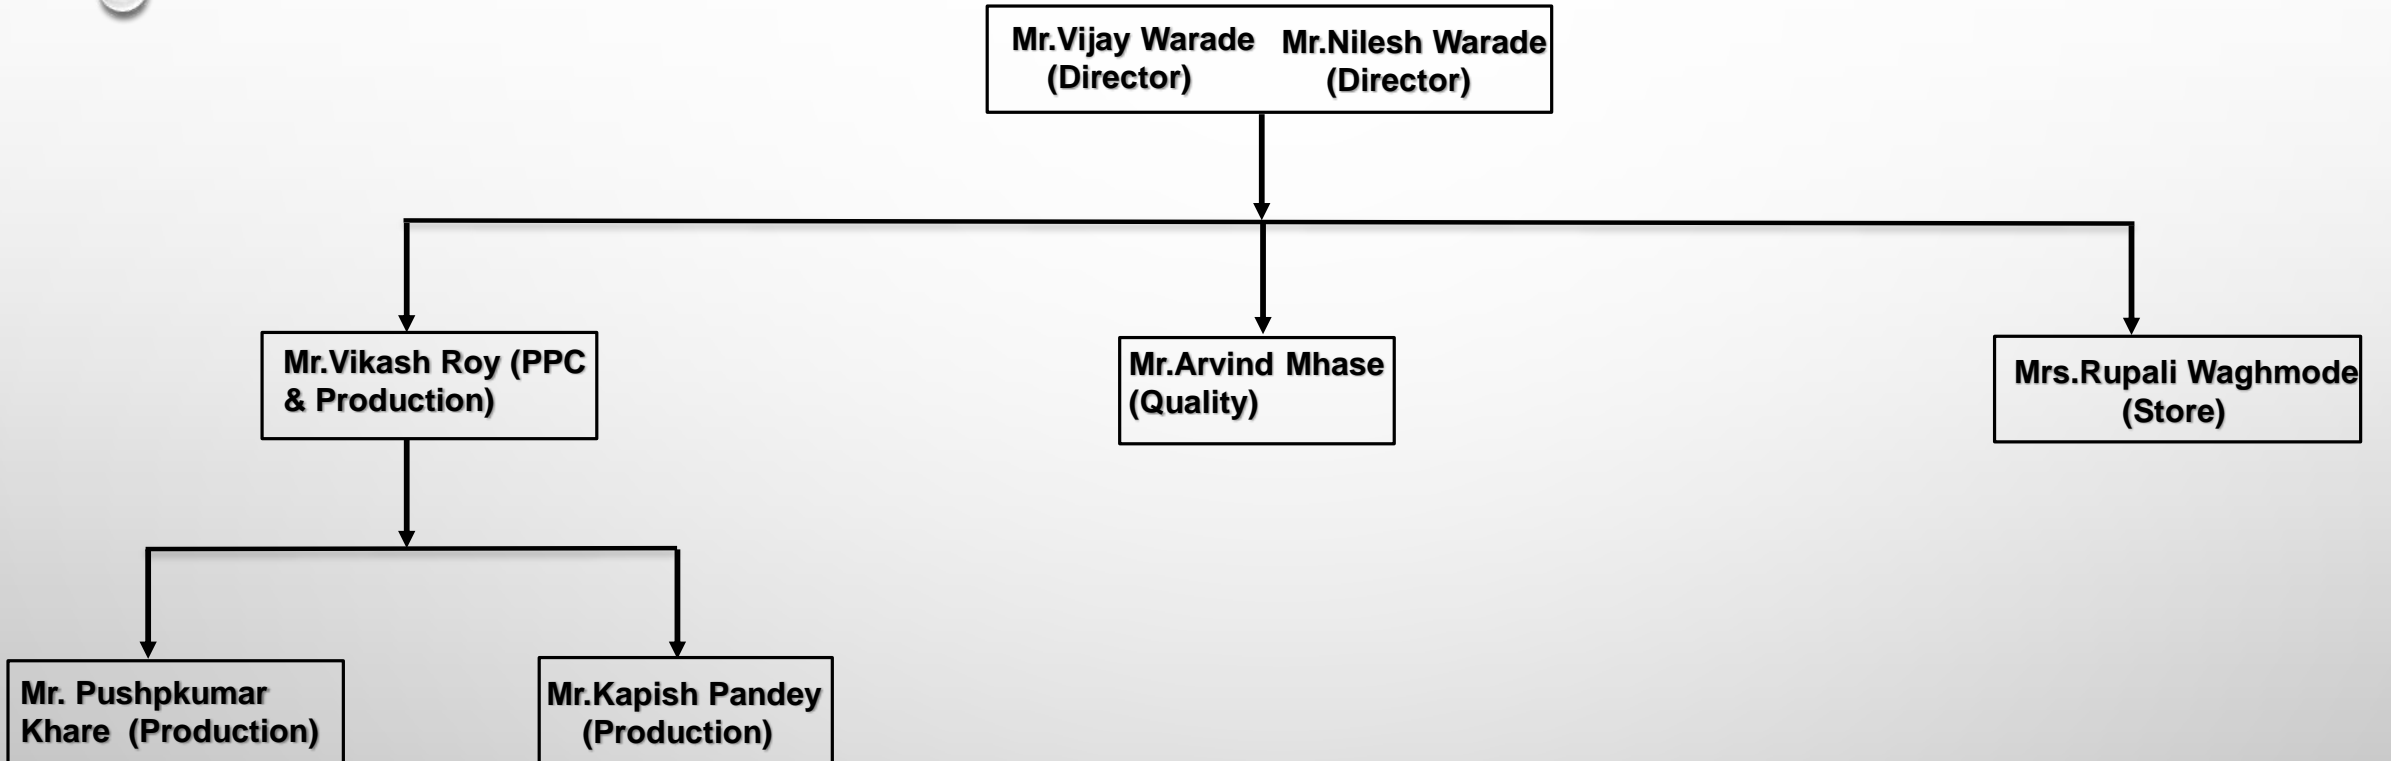 Mr.Vijay Warade
(Director)
Mr.Nilesh Warade
(Director)
Mr.Vikash Roy (PPC
& Production)
Mr.Arvind Mhase
(Quality)
Mrs.Rupali Waghmode
(Store)
Mr. Pushpkumar
Khare (Production)
Mr.Kapish Pandey
(Production)